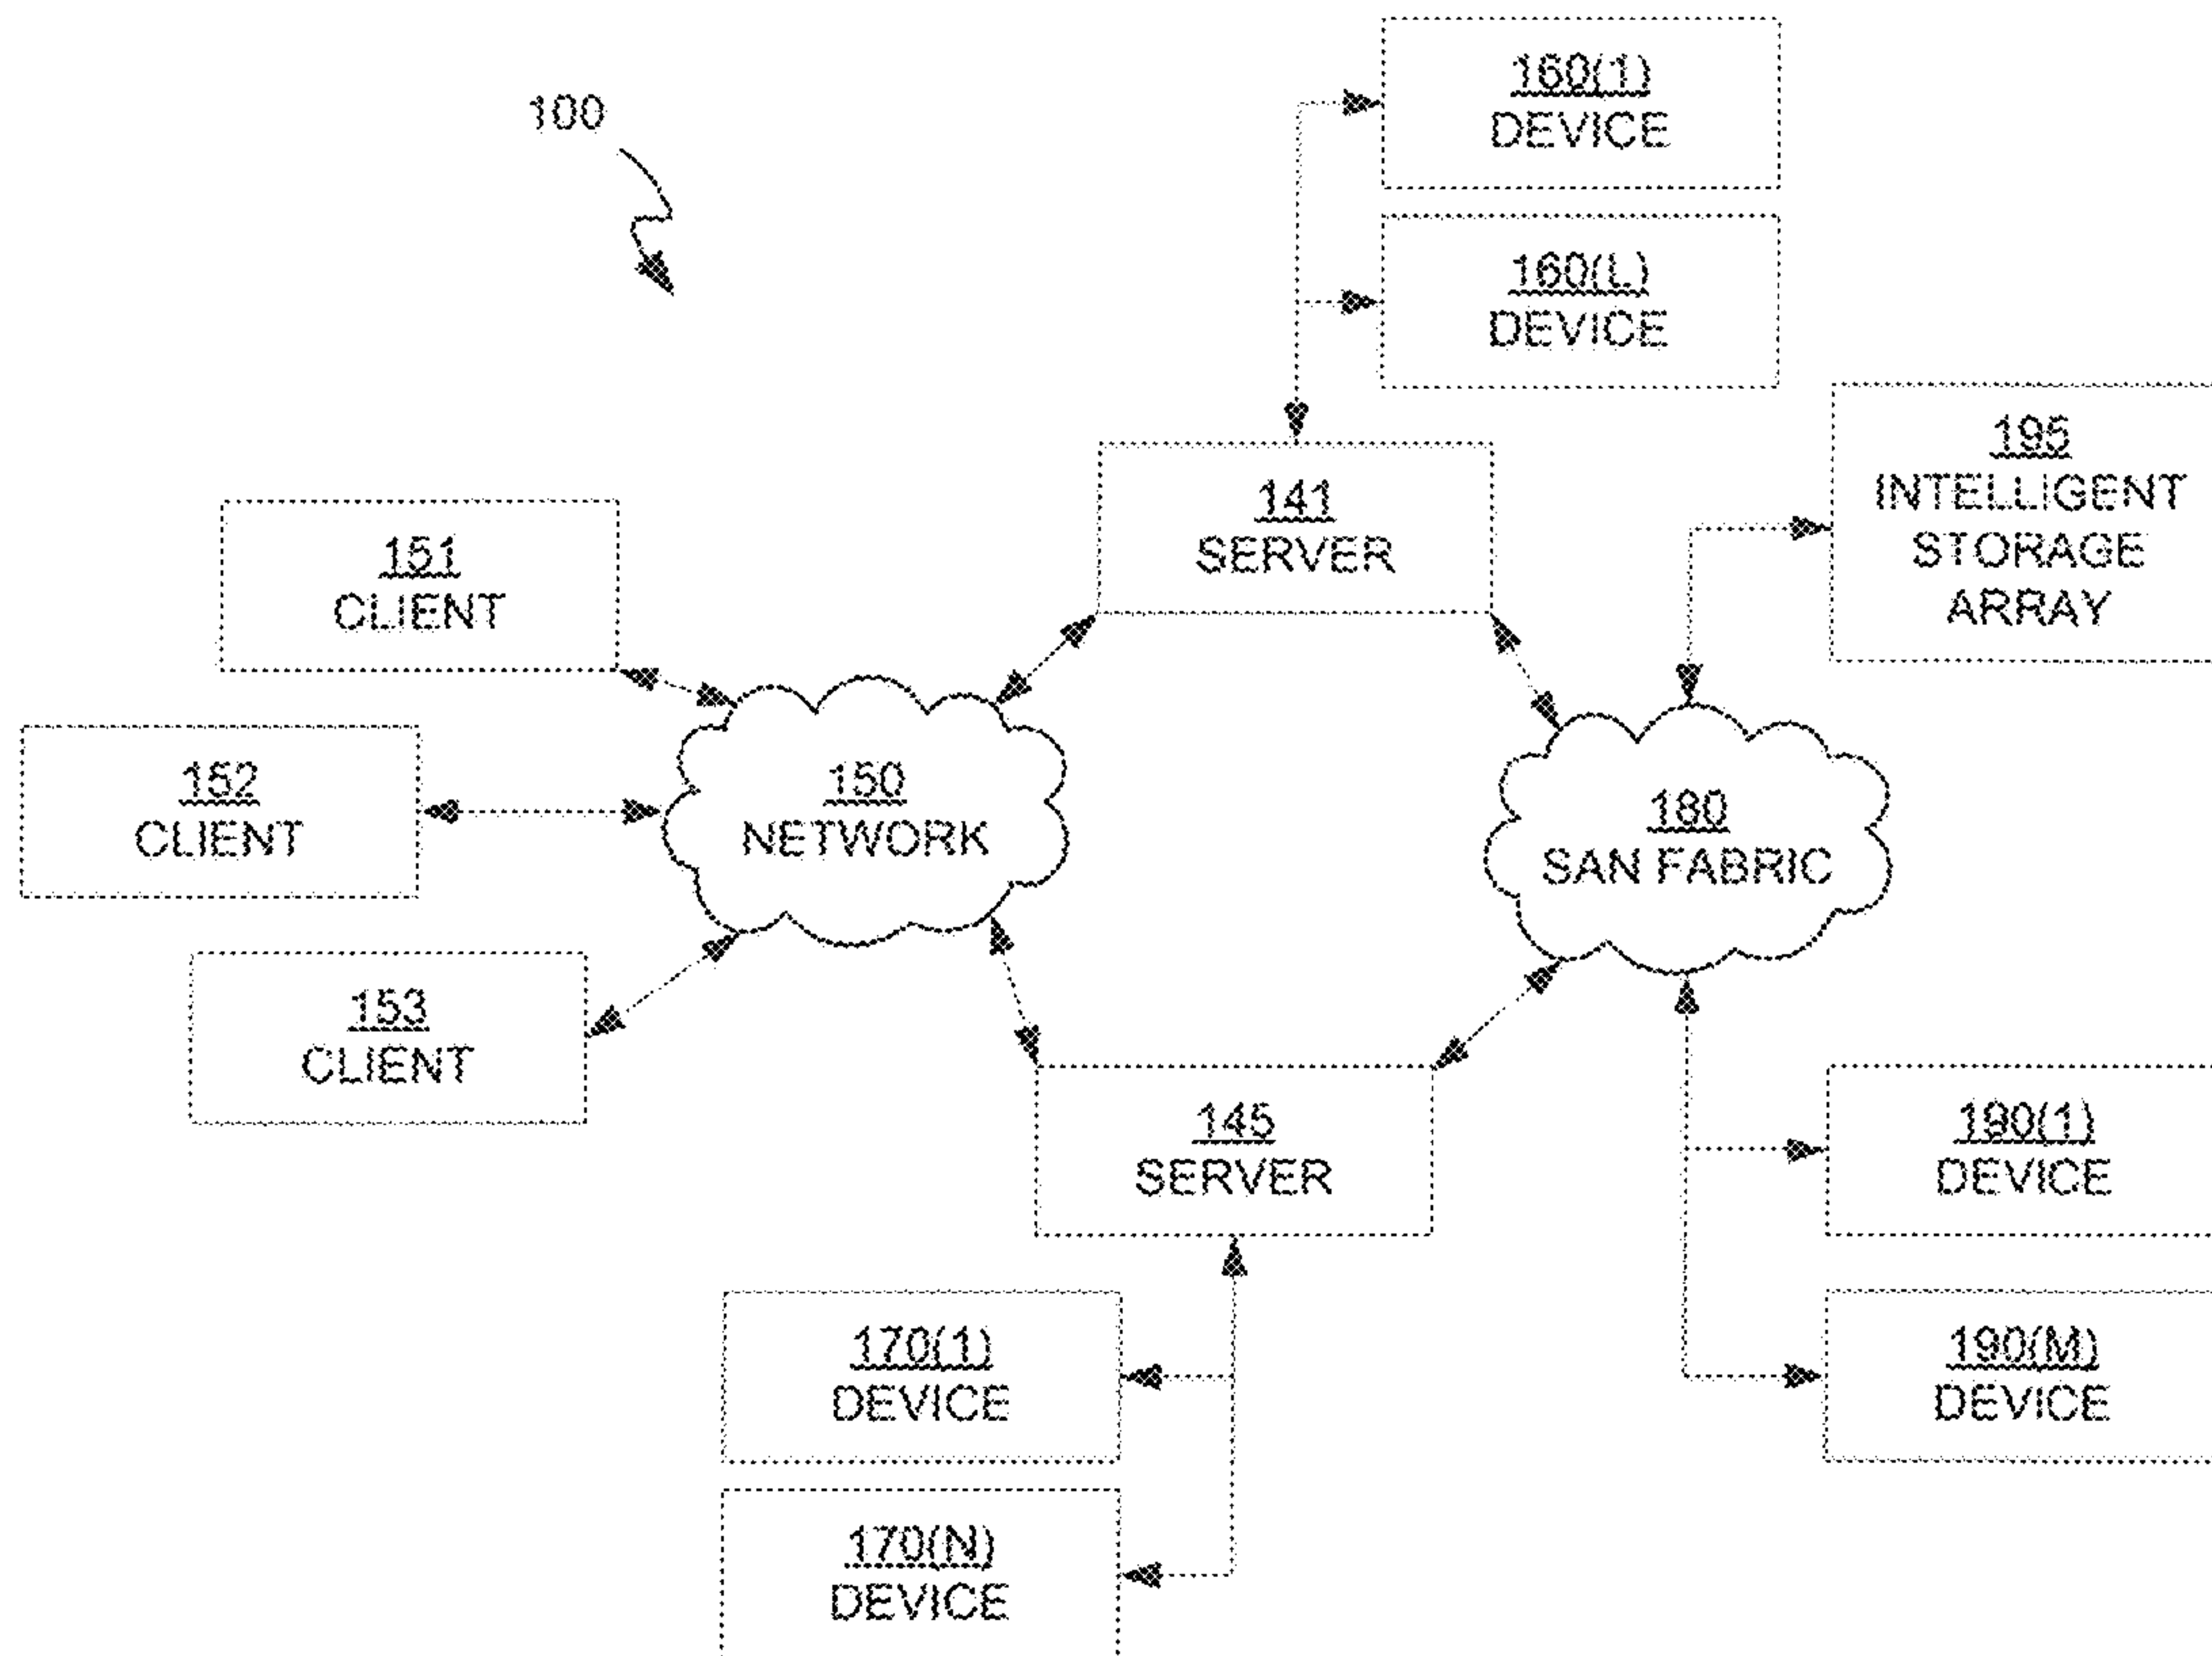 100
160(1)
DEVICE
160(L)
DEVICE
195
INTELLIGENT
STORAGE
ARRAY
141
SERVER
151
CLIENT
152
CLIENT
150
NETWORK
180
SAN FABRIC
153
CLIENT
145
SERVER
190(1)
DEVICE
170(1)
DEVICE
190(M)
DEVICE
170(N)
DEVICE